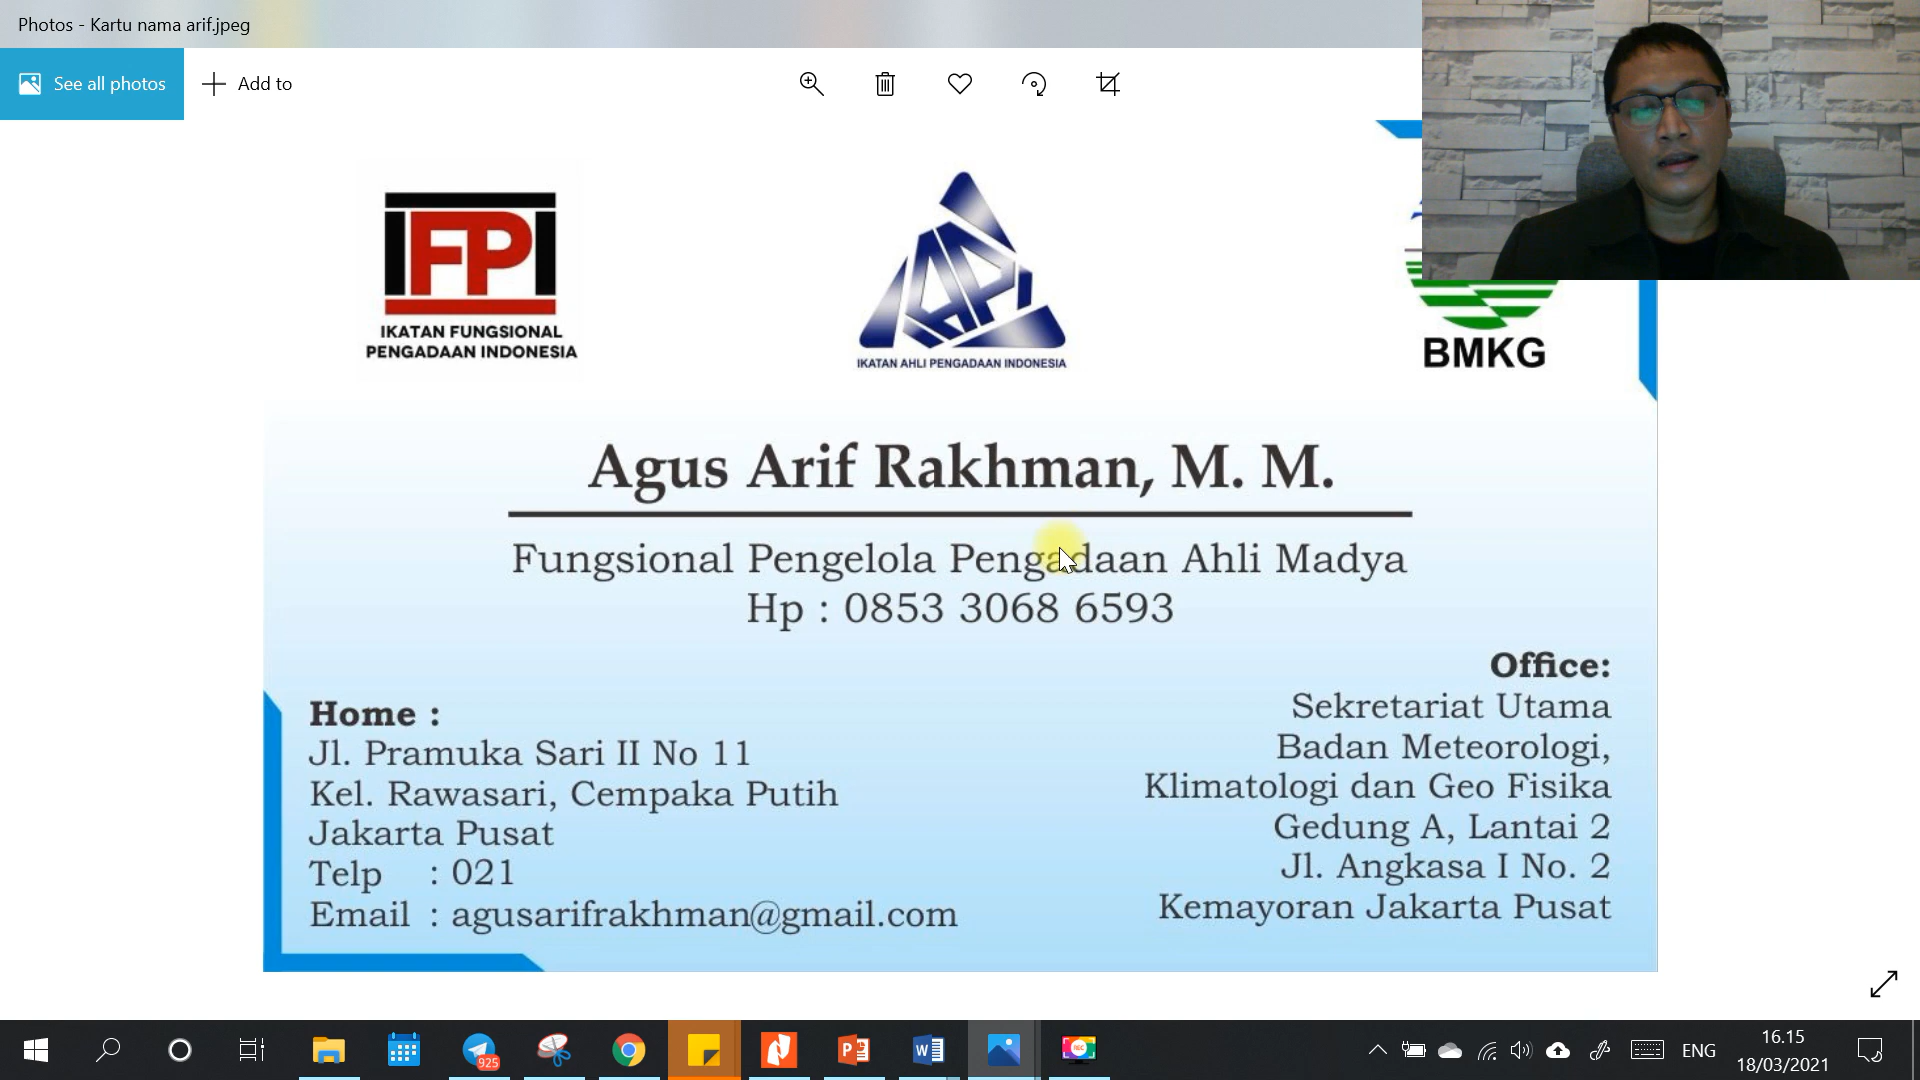 Photos - Kartu nama arif.jpeg
See all photos
Add to
IFPI
IKATAN FUNGSIONAL
PENGADAAN INDONESIA
IAPI
IKATAN AHLI PENGADAAN INDONESIA
BMKG
Agus Arif Rakhman, M. M.
Fungsional Pengelola Pengadaan Ahli Madya
Hp : 0853 3068 6593
Home :
Jl. Pramuka Sari II No 11
Kel. Rawasari, Cempaka Putih
Jakarta Pusat
Telp : 021
Email : agusarifrakhman@gmail.com
Office:
Sekretariat Utama
Badan Meteorologi,
Klimatologi dan Geo Fisika
Gedung A, Lantai 2
Jl. Angkasa I No. 2
Kemayoran Jakarta Pusat
925
REC
ENG
16.15
18/03/2021